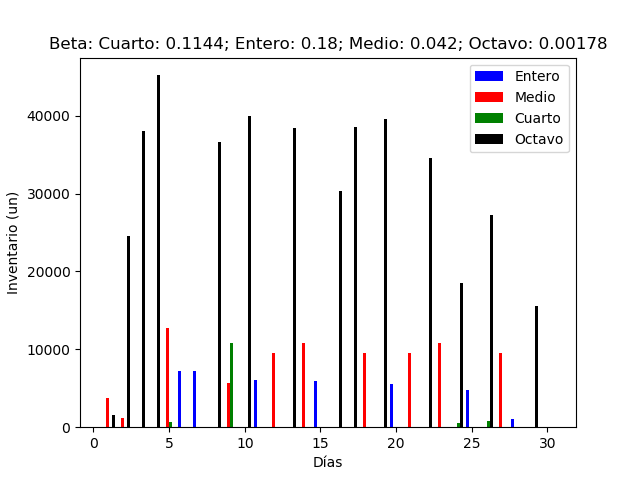 Beta: Cuarto: 0.1144; Entero: 0.18; Medio: 0.042; Octavo: 0.00178
Entero
Medio
Cuarto
Octavo
Inventario (un)
40000
30000
20000
10000
0
0 5 10 15 20 25 30
Días